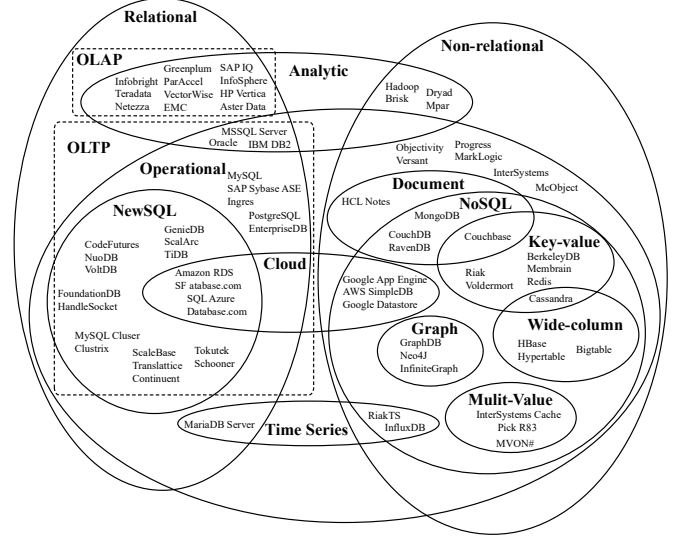 Relational
Non-relational
OLAP
Analytic
Greenplum
SAP IQ
Infobright
ParAccel
InfoSphere
Teradata
VectorWise
HP Vertica
Netezza
EMC
Aster Data
Hadoop
Brisk
Dryad
Mpar
OLTP
MSSQL Server
Oracle
IBM DB2
Operational
MySQL
SAP Sybase ASE
Ingres
PostgreSQL
EnterpriseDB
Objectivity
Versant
Progress
MarkLogic
InterSystems
McObject
Document
HCL Notes
NoSQL
MongoDB
CouchDB
RavenDB
Couchbase
Key-value
BerkeleyDB
Membrain
Redis
Riak
Voldermort
Cassandra
NewSQL
GenieDB
ScalArc
TiDB
CodeFutures
NuoDB
VoltDB
Cloud
Amazon RDS
SF atabase.com
SQL Azure
Database.com
Google App Engine
AWS SimpleDB
Google Datastore
FoundationDB
HandleSocket
MySQL Cluser
Clustrix
ScaleBase
Translattice
Continuent
Tokutek
Schooner
Graph
GraphDB
Neo4J
InfiniteGraph
Wide-column
HBase
Hypertable
Bigtable
Mulit-Value
InterSystems Cache
Pick R83
MVON#
MariaDB Server
Time Series
RiakTS
InfluxDB